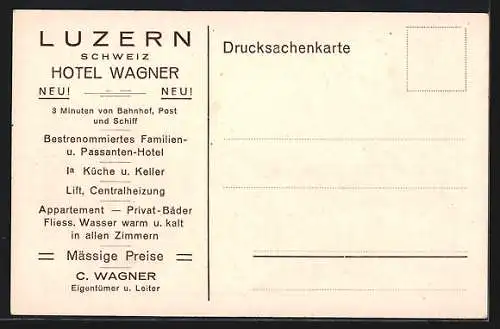 LUZERN
SCHWEIZ
HOTEL WAGNER
NEU! NEU!
3 Minuten von Bahnhof, Post
und Schiff
Bestrenommiertes Familien-
u. Passanten-Hotel
Iª Küche u. Keller
Lift, Centralheizung
Appartement — Privat-Bäder
Fliess. Wasser warm u. kalt
in allen Zimmern
Mässige Preise
C. WAGNER
Eigentümer u. Leiter
Drucksachenkarte